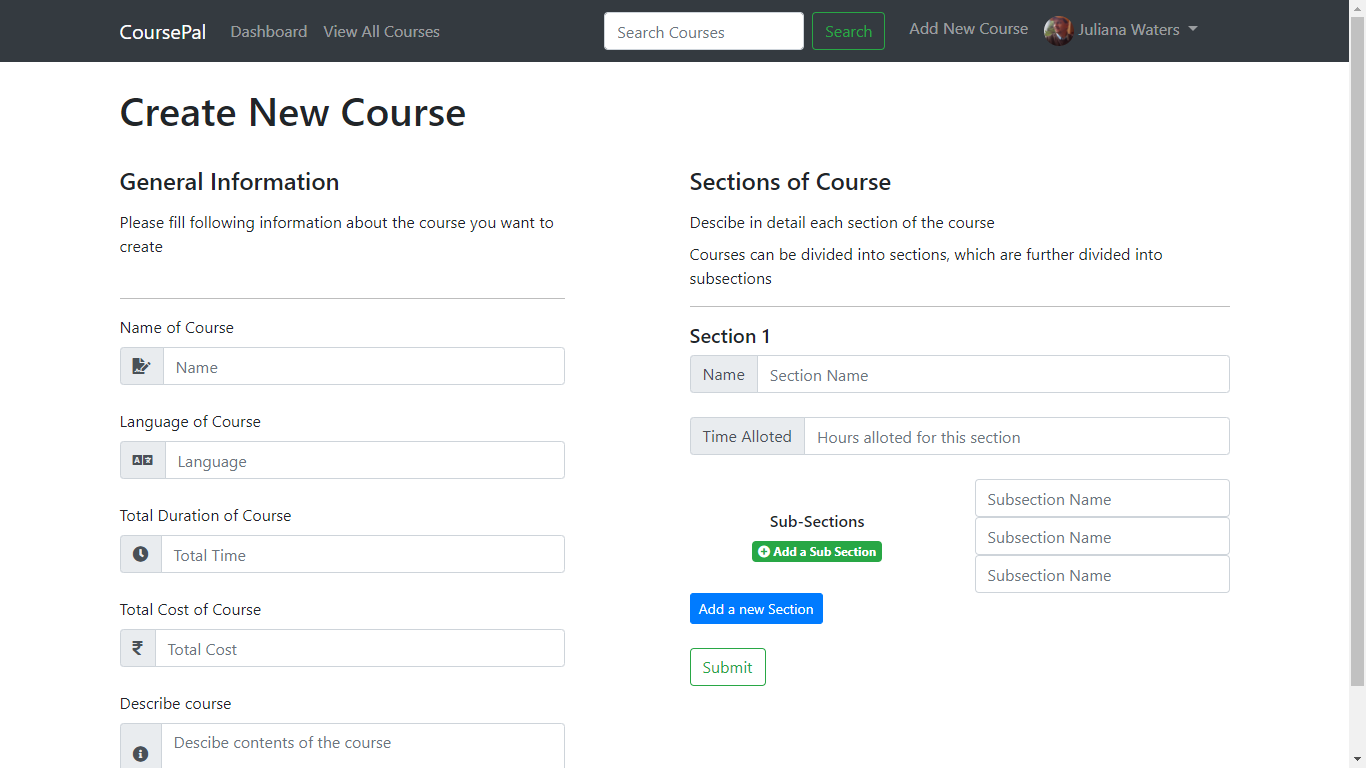 CoursePal Dashboard View All Courses Search Courses Search Add New Course Juliana Waters
Create New Course
General Information
Please fill following information about the course you want to
create
Name of Course
Name
Language of Course
Language
Total Duration of Course
Total Time
Total Cost of Course
₹ Total Cost
Describe course
Descibe contents of the course
Sections of Course
Descibe in detail each section of the course
Courses can be divided into sections, which are further divided into
subsections
Section 1
Name Section Name
Time Alloted Hours alloted for this section
Sub-Sections
Add a Sub Section
Subsection Name
Subsection Name
Subsection Name
Add a new Section
Submit